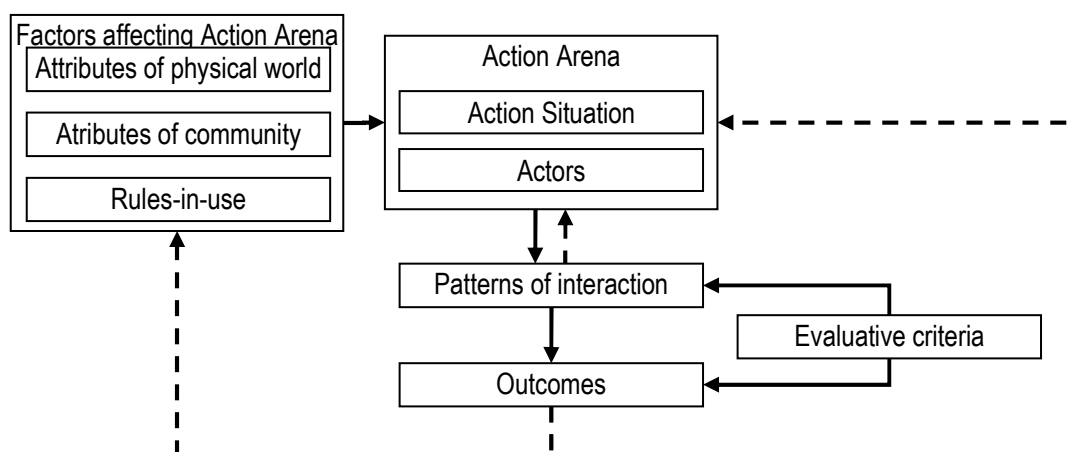 Factors affecting Action Arena
Attributes of physical world
Atributes of community
Rules-in-use
Action Arena
Action Situation
Actors
Patterns of interaction
Evaluative criteria
Outcomes